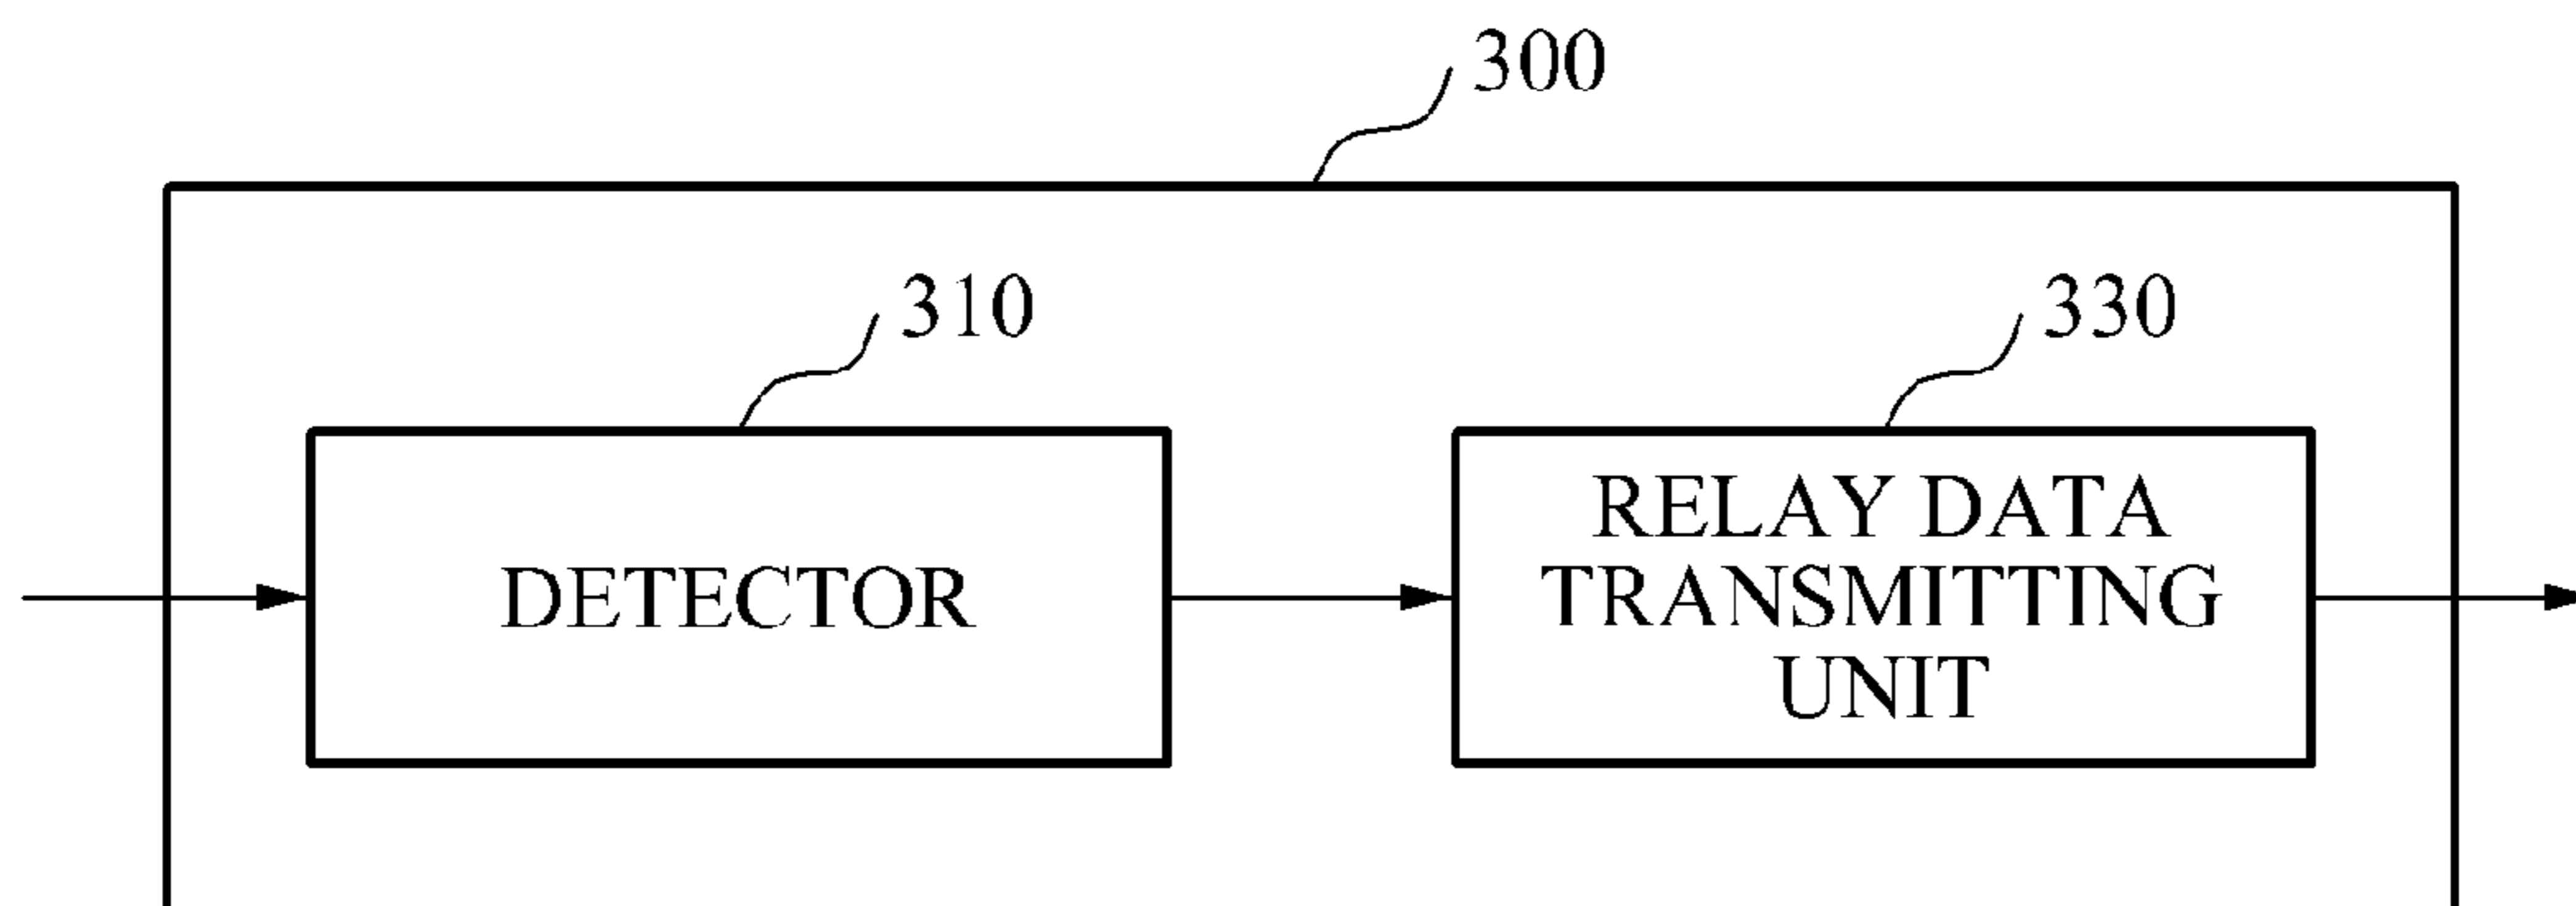 300
310
330
DETECTOR
RELAY DATA
TRANSMITTING
UNIT